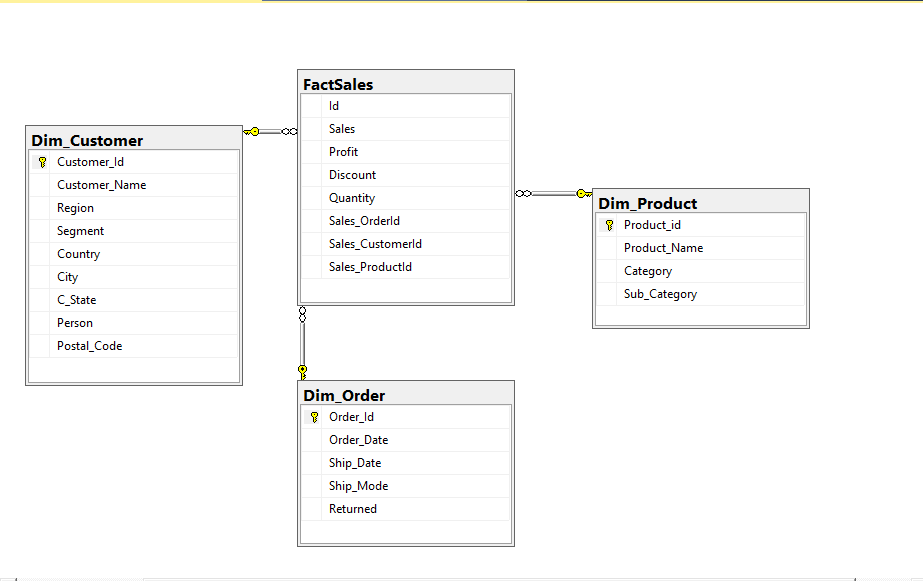 FactSales
Id
Sales
Profit
Discount
Quantity
Sales_OrderId
Sales_CustomerId
Sales_ProductId
Dim_Customer
Customer_Id
Customer_Name
Region
Segment
Country
City
C_State
Person
Postal_Code
Dim_Product
Product_id
Product_Name
Category
Sub_Category
Dim_Order
Order_Id
Order_Date
Ship_Date
Ship_Mode
Returned